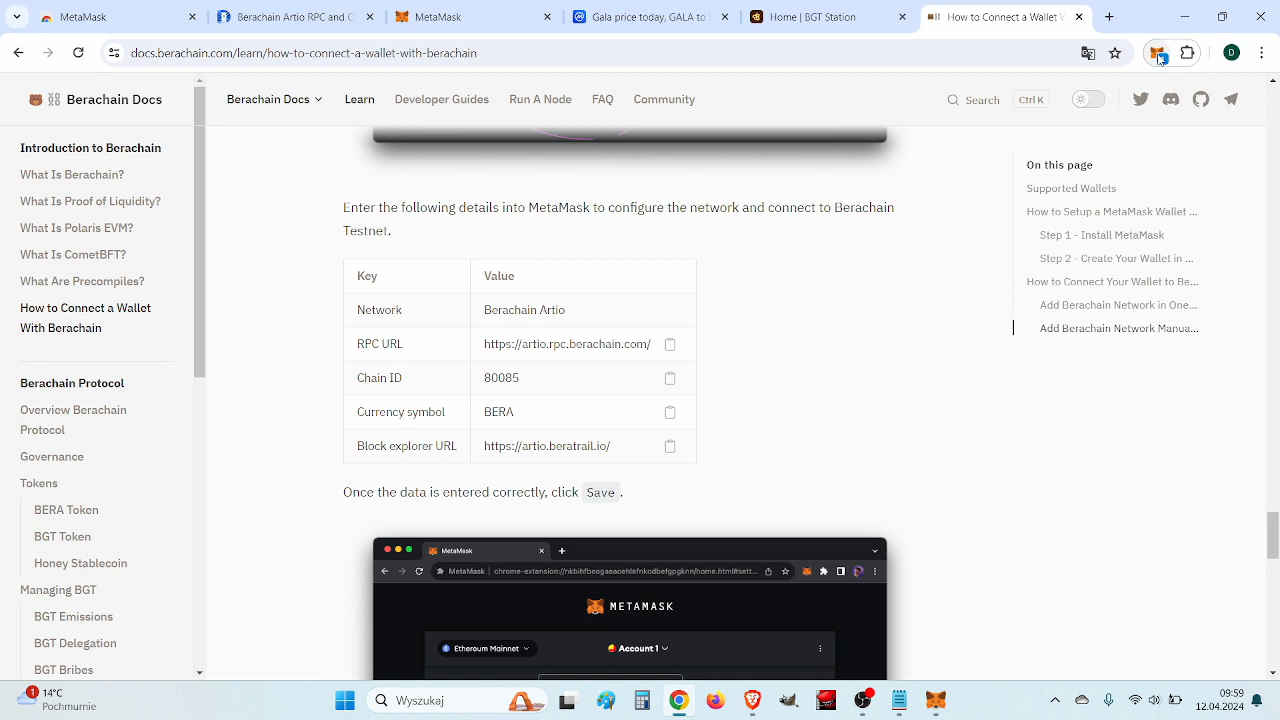 Berachain Artio RPC and C
MetaMask
Galxy, GALA
Home | BGT Station
How to Connect a Wallet
docs.berachain.com/learn/how-to-connect-a-wallet-with-berachain
D
Berachain Docs
Berachain Docs
Learn
Developer Guides
Run A Node
FAQ
Community
Search
Ctrl K
Introduction to Berachain
What Is Berachain?
What Is Proof of Liquidity?
What Is Polaris EVM?
What Is CometBFT?
What Are Precompiles?
How to Connect a Wallet
With Berachain
Berachain Protocol
Overview Berachain
Protocol
Governance
Tokens
BERA Token
BGT Token
Honey Stablecoin
Managing BGT
BGT Emissions
BGT Delegation
BGT Bribes
Enter the following details into MetaMask to configure the network and connect to Berachain
Testnet.
Key Value
Network Berachain Artio
RPC URL https://artio.rpc.berachain.com/
Chain ID 80085
Currency symbol BERA
Block explorer URL https://artio.beratrail.io/
Once the data is entered correctly, click Save .
MetaMask
MetaMask | chrome-extension://nkbihfbeogaeaoehlefnkodbefgpgknn/home.html#sett...
METAMASK
Ethereum Mainnet
Account 1
On this page
Supported Wallets
How to Setup a MetaMask Wallet ...
Step 1 - Install MetaMask
Step 2 - Create Your Wallet in ...
How to Connect Your Wallet to Be...
Add Berachain Network in One...
Add Berachain Network Manua...
1
14°C
Pochmurnie
Wyszukaj
09:59
12.04.2024